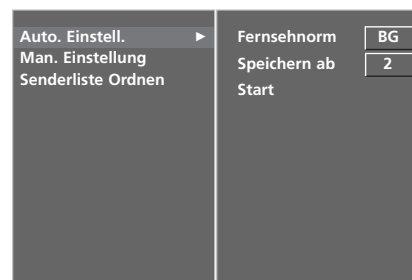 Auto. Einstell. ►
Man. Einstellung
Senderliste Ordnen
Fernsehnorm BG
Speichern ab 2
Start